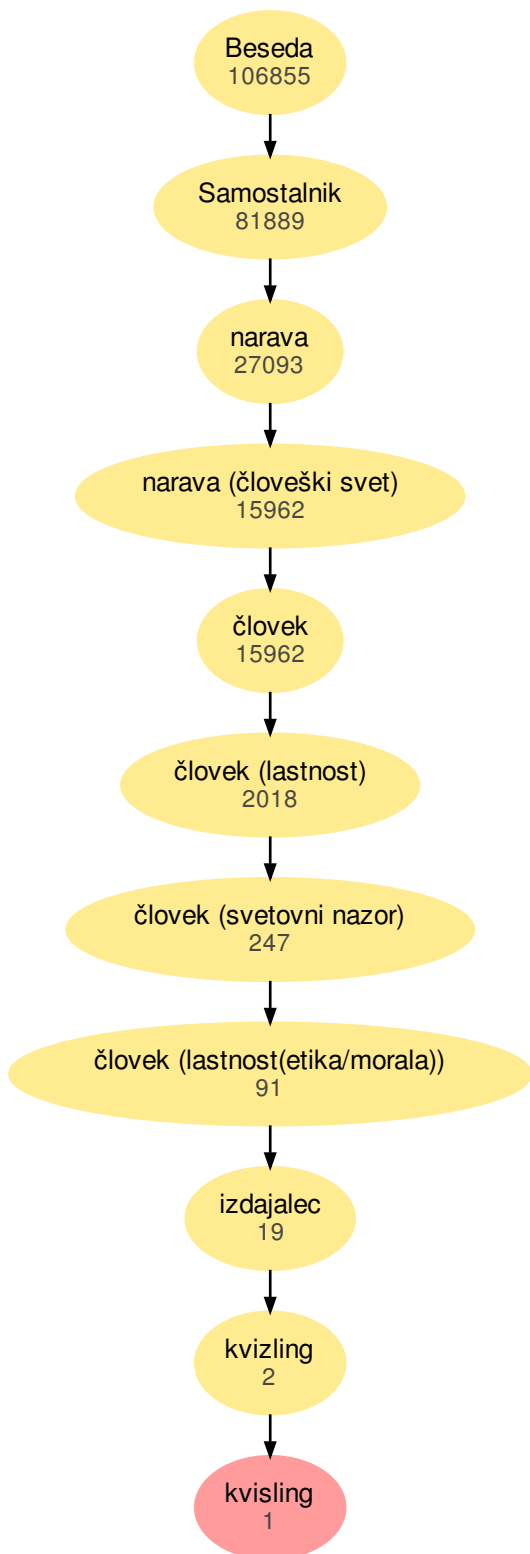 Beseda
106855
Samostalnik
81889
narava
27093
narava (človeški svet)
15962
človek
15962
človek (lastnost)
2018
človek (svetovni nazor)
247
človek (lastnost(etika/morala))
91
izdajalec
19
kvizling
2
kvisling
1